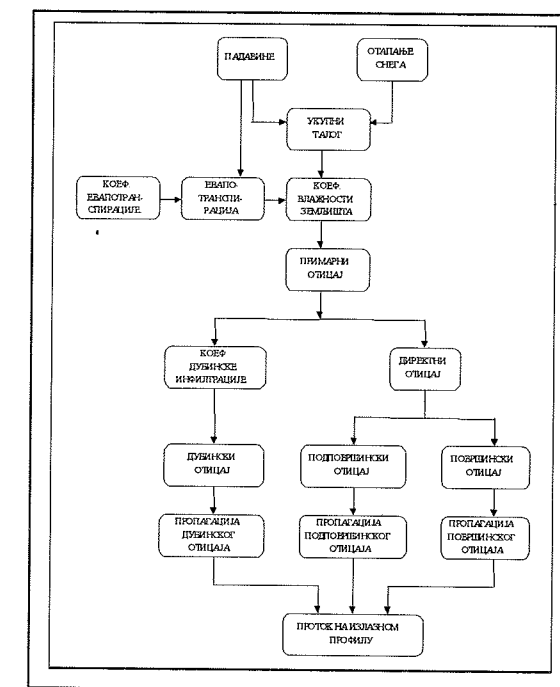 ПАДАВИНЕ
ОТАПАЊЕ
СНЕГА
УКУПНИ
ТАЛОГ
КОЕФ.
ЕВАПОТРАН-
СПИРАЦИЈЕ
ЕВАПО-
ТРАНСПИ-
РАЦИЈА
КОЕФ.
ВЛАЖНОСТИ
ЗЕМЉИШТА
ПРИМАРНИ
ОТИЦАЈ
КОЕФ
ДУБИНСКЕ
ИНФИЛТРАЦИЈЕ
ДИРЕКТНИ
ОТИЦАЈ
ДУБИНСКИ
ОТИЦАЈ
ПОДПОВРШИНСКИ
ОТИЦАЈ
ПОВРШИНСКИ
ОТИЦАЈ
ПРОПАГАЦИЈА
ДУБИНСКОГ
ОТИЦАЈА
ПРОПАГАЦИЈА
ПОДПОВРШИНСКОГ
ОТИЦАЈА
ПРОПАГАЦИЈА
ПОВРШИНСКОГ
ОТИЦАЈА
ПРОТОК НА ИЗЛАЗНОМ
ПРОФИЛУ